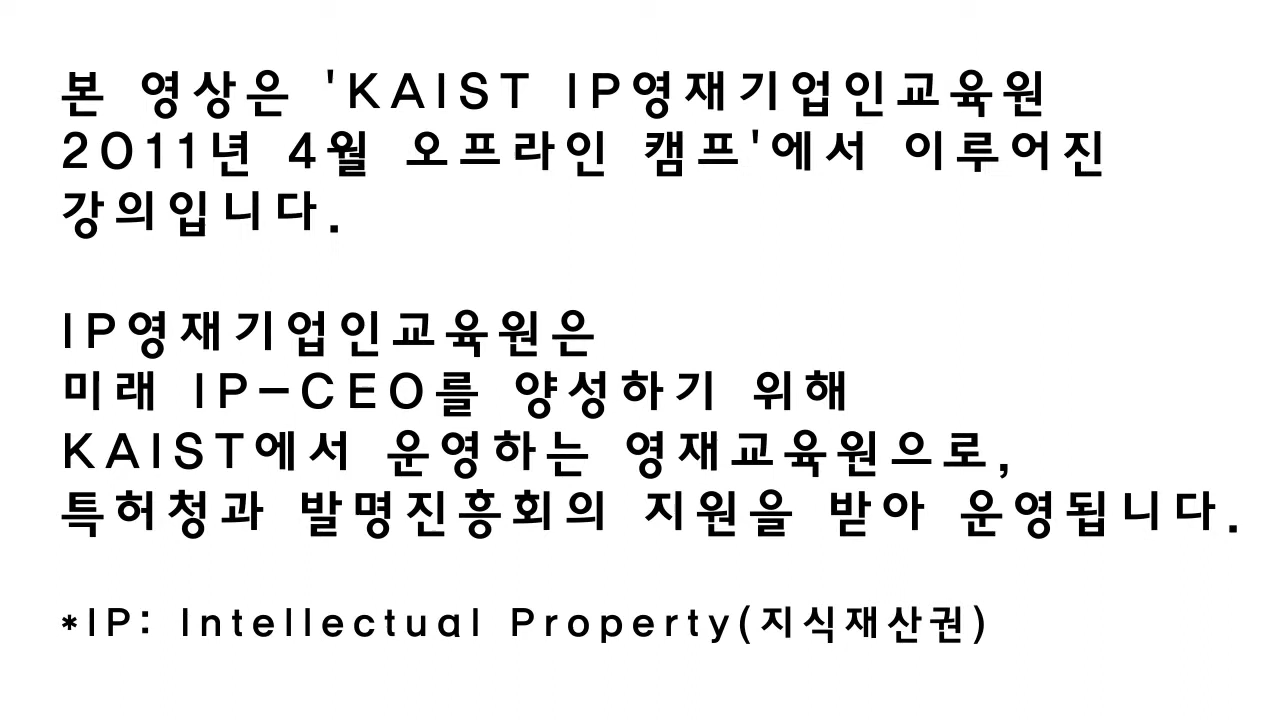 본 영상은 'KAIST IP영재기업인교육원
2011년 4월 오프라인 캠프'에서 이루어진
강의입니다.
IP영재기업인교육원은
미래 IP-CEO를 양성하기 위해
KAIST에서 운영하는 영재교육원으로,
특허청과 발명진흥회의 지원을 받아 운영됩니다.
*IP: Intellectual Property(지식재산권)